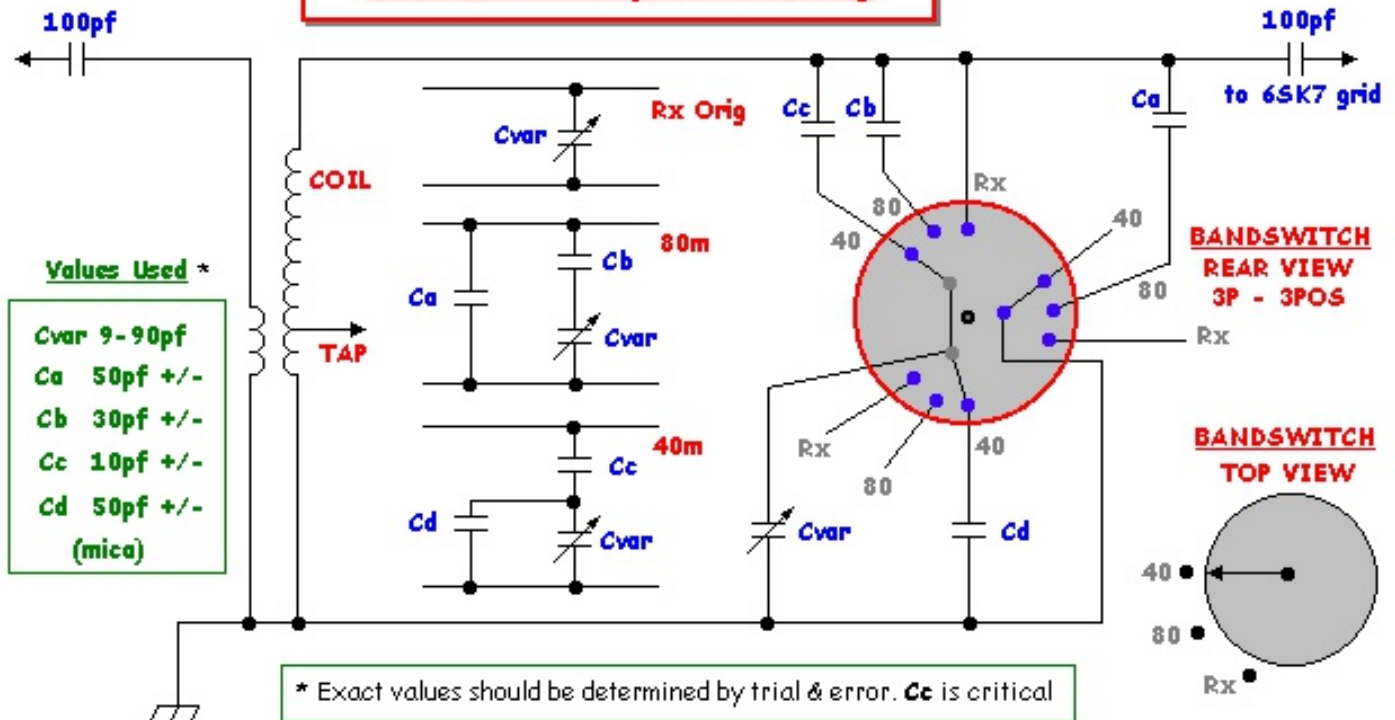 100pf
100pf
to 6SK7 grid
Rx Orig
Cvar
Cc
Cb
Ca
COIL
TAP
80m
Ca
Cb
Cvar
40m
Cc
Cd
Cvar
Rx
80
40
40
80
Rx
Rx
80
40
Cvar
Cd
BANDSWITCH
REAR VIEW
3P - 3POS
Values Used *
Cvar 9-90pf
Ca 50pf +/-
Cb 30pf +/-
Cc 10pf +/-
Cd 50pf +/-
(mica)
BANDSWITCH
TOP VIEW
40
80
Rx
* Exact values should be determined by trial & error. Cc is critical